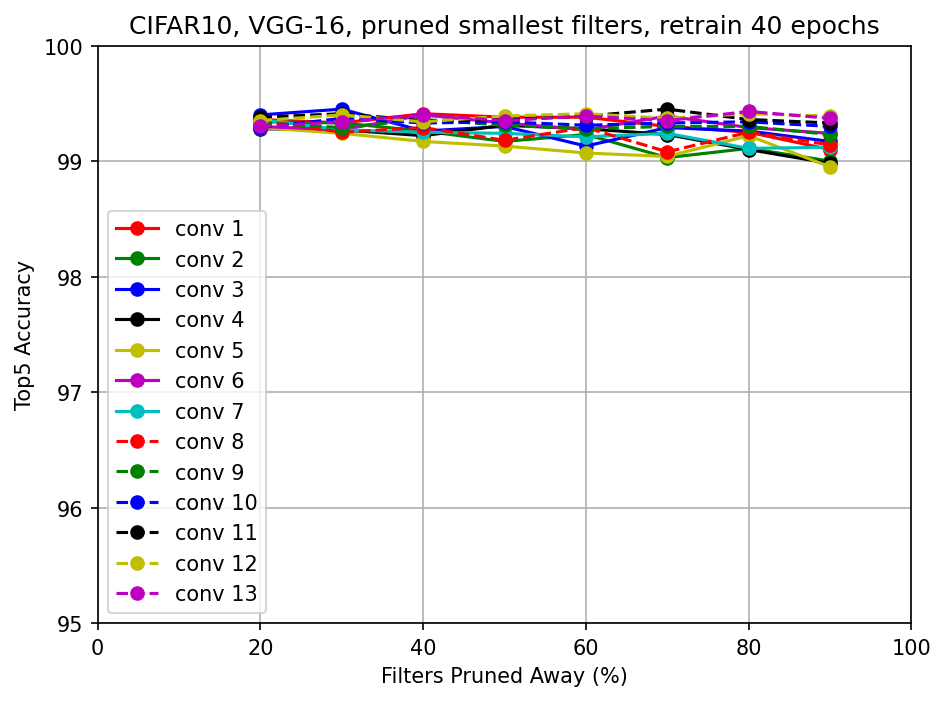 CIFAR10, VGG-16, pruned smallest filters, retrain 40 epochs
100
99
98
97
96
95
Top5 Accuracy
conv 1
conv 2
conv 3
conv 4
conv 5
conv 6
conv 7
conv 8
conv 9
conv 10
conv 11
conv 12
conv 13
0 20 40 60 80 100
Filters Pruned Away (%)